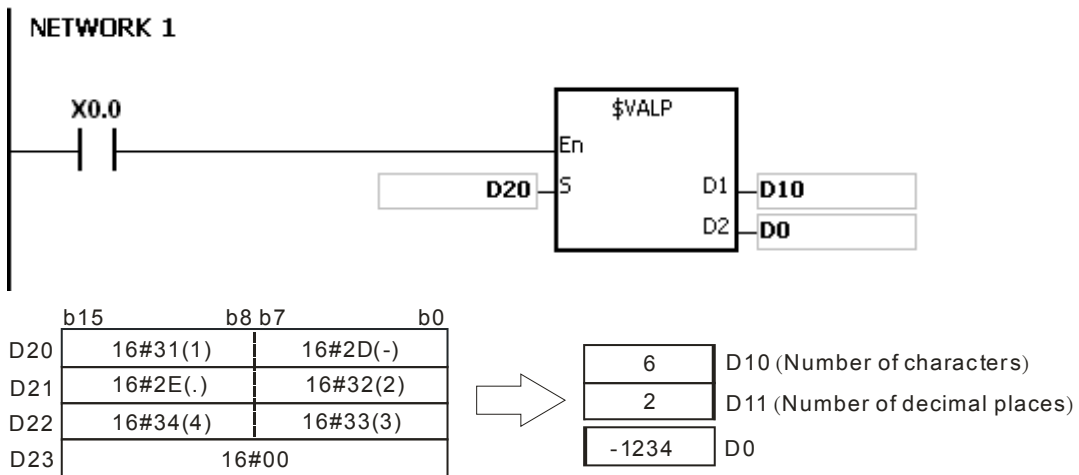 NETWORK 1
X0.0
$VALP
En
D20 S D1 D10
D2 D0
b15 b8 b7 b0
D20 16#31(1) 16#2D(-)
D21 16#2E(.) 16#32(2)
D22 16#34(4) 16#33(3)
D23 16#00
6 D10 (Number of characters)
2 D11 (Number of decimal places)
-1234 D0